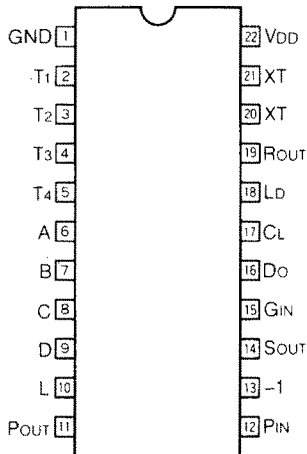 GND 1 22 VDD
T1 2 21 XT
T2 3 20 XT
T3 4 19 ROUT
T4 5 18 LD
A 6 17 CL
B 7 16 DO
C 8 15 GIN
D 9 14 SOUT
L 10 13 -1
POUT 11 12 PIN